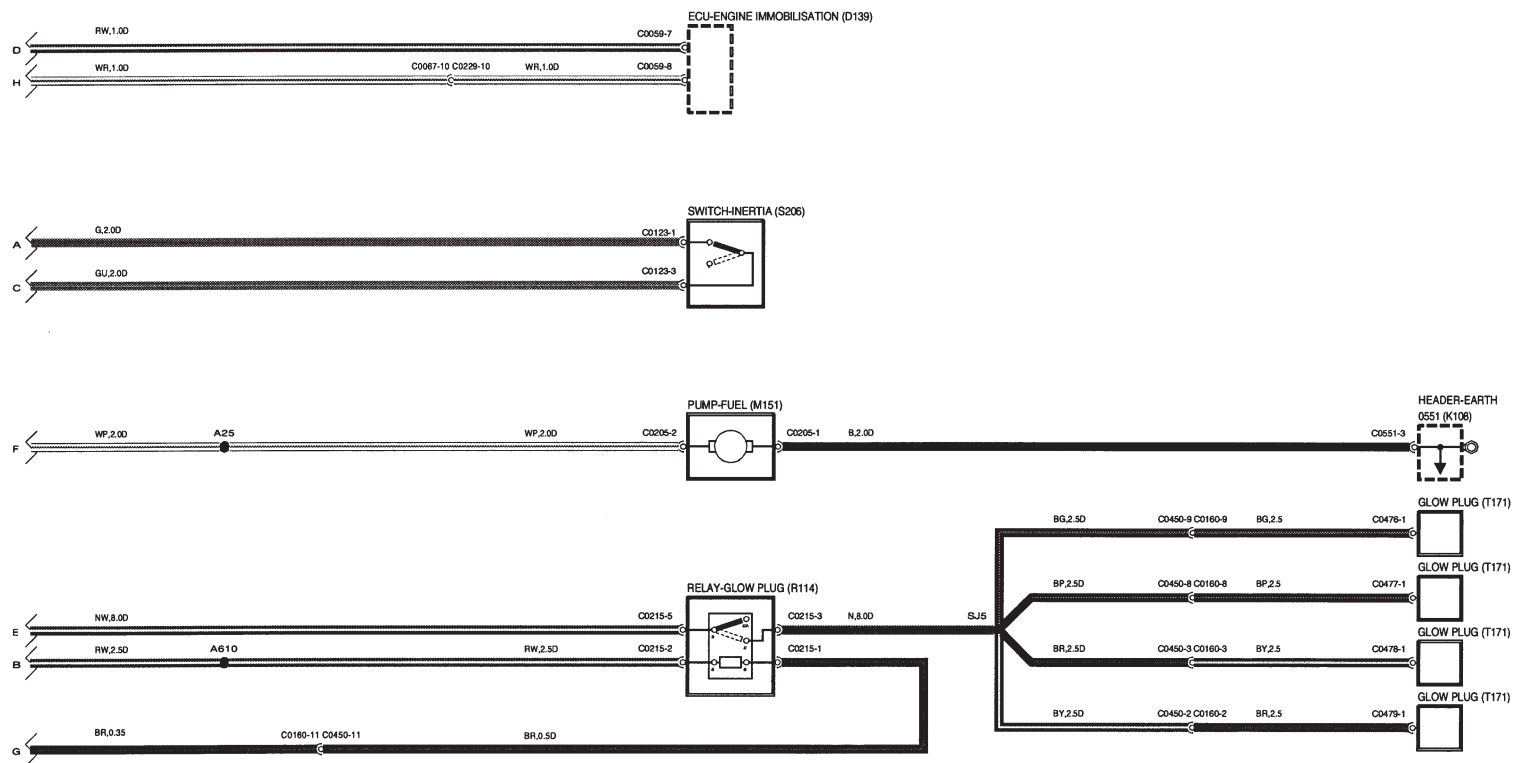 ECU-ENGINE IMMOBILISATION (D139)
D RW,1.0D C0059-7
H WR,1.0D C0067-10 C0229-10 WR,1.0D C0059-8
SWITCH-INERTIA (S206)
A G,2.0D C0123-1
C GU,2.0D C0123-3
PUMP-FUEL (M151)
HEADER-EARTH
0551 (K108)
F WP,2.0D A25 WP,2.0D C0205-2 C0205-1 B,2.0D C0551-3
GLOW PLUG (T171)
BG,2.5D C0450-9 C0160-9 BG,2.5 C0476-1
GLOW PLUG (T171)
BP,2.5D C0450-8 C0160-8 BP,2.5 C0477-1
RELAY-GLOW PLUG (R114)
E NW,8.0D C0215-5 C0215-3 N,8.0D SJ5
GLOW PLUG (T171)
B RW,2.5D A610 RW,2.5D C0215-2 C0215-1 BR,2.5D C0450-3 C0160-3 BY,2.5 C0478-1
GLOW PLUG (T171)
BY,2.5D C0450-2 C0160-2 BR,2.5 C0479-1
G BR,0.35 C0160-11 C0450-11 BR,0.5D